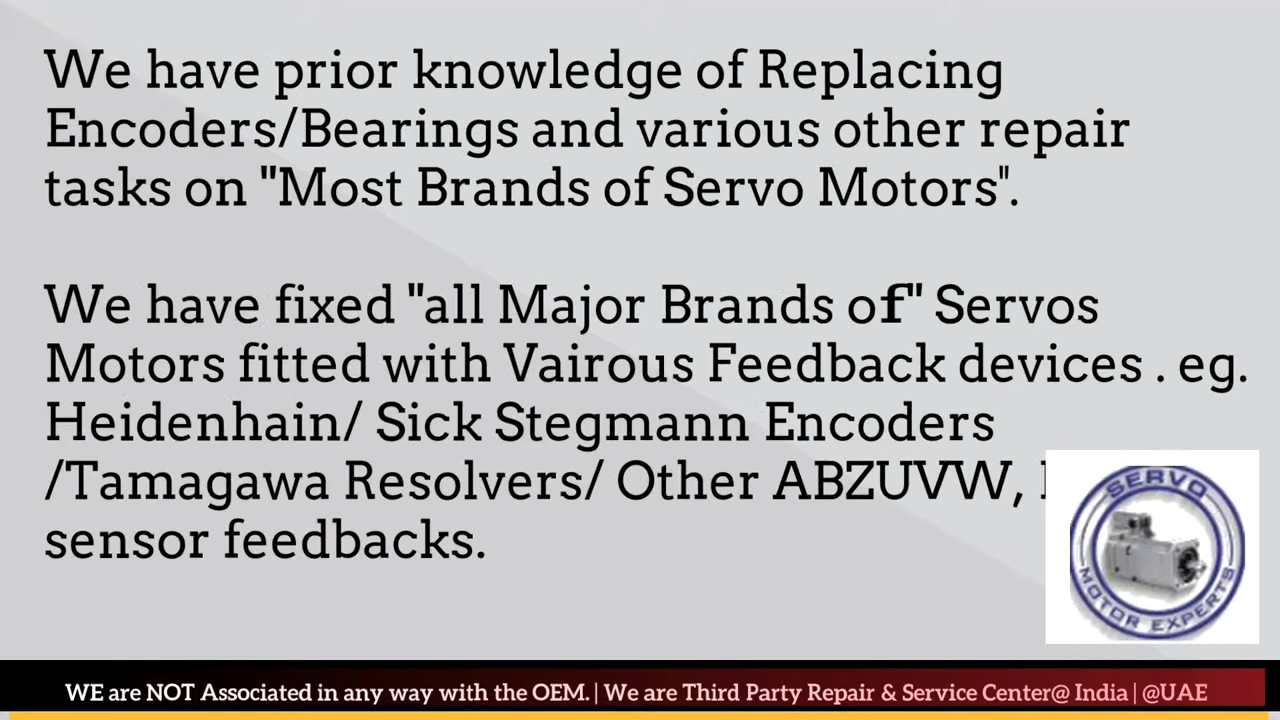 We have prior knowledge of Replacing
Encoders/Bearings and various other repair
tasks on "Most Brands of Servo Motors".
We have fixed "all Major Brands of" Servos
Motors fitted with Vairous Feedback devices . eg.
Heidenhain/ Sick Stegmann Encoders
/Tamagawa Resolvers/ Other ABZUVW,
sensor feedbacks.
SERVO
MOTOR EXPERTS
WE are NOT Associated in any way with the OEM. | We are Third Party Repair & Service Center@ India | @UAE